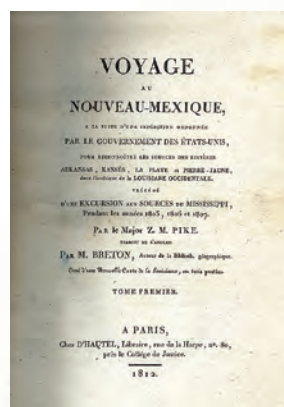 VOYAGE
AU
NOUVEAU-MEXIQUE,
A LA SUITE D'UNE EXPÉDITION ORDONNÉE
PAR LE GOUVERNEMENT DES ÉTATS-UNIS,
POUR RECONNOÎTRE LES SOURCES DES RIVIÈRES
ARKANSAS, KANSÈS, LA PLATE et PIERRE-JAUNE,
dans l'intérieur de la LOUISIANE OCCIDENTALE.
PRÉCÉDÉ
D'UNE EXCURSION AUX SOURCES DU MISSISSIPI,
Pendant les années 1805, 1806 et 1807.
PAR le Major Z. M. PIKE.
TRADUIT DE L'ANGLAIS
PAR M. BRETON, Auteur de la Biblioth. géographique.
Orné d'une Nouvelle Carte de la Louisiane, en trois parties.
TOME PREMIER.
A PARIS,
Chez D'HAUTEL, Libraire, rue de la Harpe, n°. 80,
près le Collège de Justice.
1812.